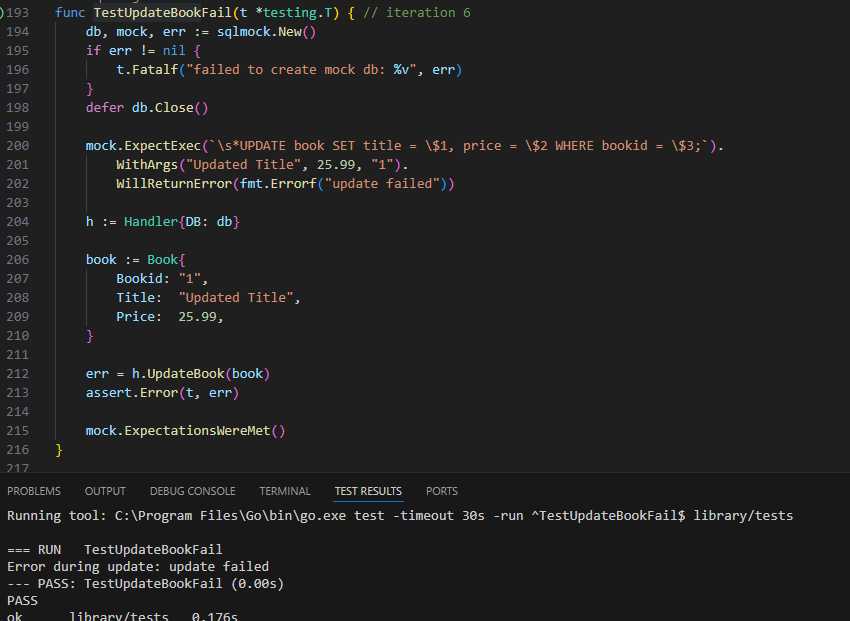 193 func TestUpdateBookFail(t *testing.T) { // iteration 6
194 db, mock, err := sqlmock.New()
195 if err != nil {
196 t.Fatalf("failed to create mock db: %v", err)
197 }
198 defer db.Close()
199
200 mock.ExpectExec(`\s*UPDATE book SET title = \$1, price = \$2 WHERE bookid = \$3;`).
201 WithArgs("Updated Title", 25.99, "1").
202 WillReturnError(fmt.Errorf("update failed"))
203
204 h := Handler{DB: db}
205
206 book := Book{
207 Bookid: "1",
208 Title: "Updated Title",
209 Price: 25.99,
210 }
211
212 err = h.UpdateBook(book)
213 assert.Error(t, err)
214
215 mock.ExpectationsWereMet()
216 }
217
PROBLEMS OUTPUT DEBUG CONSOLE TERMINAL TEST RESULTS PORTS
Running tool: C:\Program Files\Go\bin\go.exe test -timeout 30s -run ^TestUpdateBookFail$ library/tests
=== RUN TestUpdateBookFail
Error during update: update failed
--- PASS: TestUpdateBookFail (0.00s)
PASS
ok library/tests 0.176s